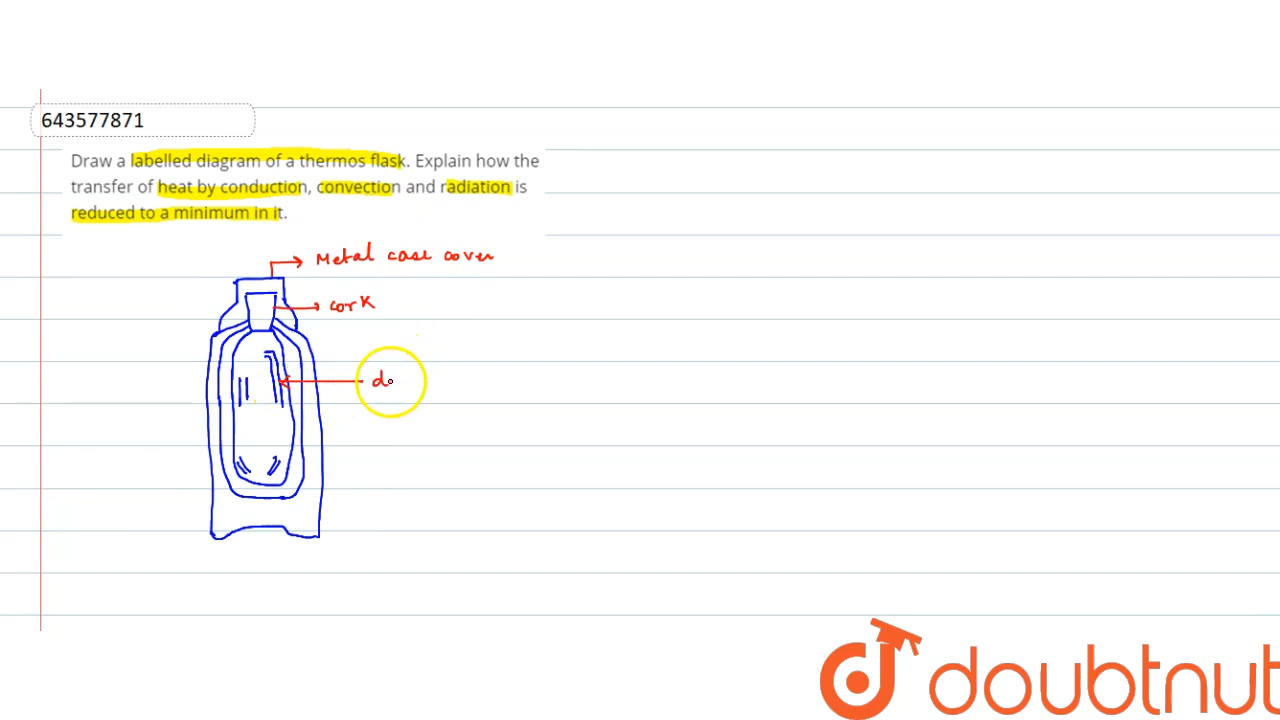 643577871
Draw a labelled diagram of a thermos flask. Explain how the
transfer of heat by conduction, convection and radiation is
reduced to a minimum in it.
Metal case cover
cork
d
doubtnut